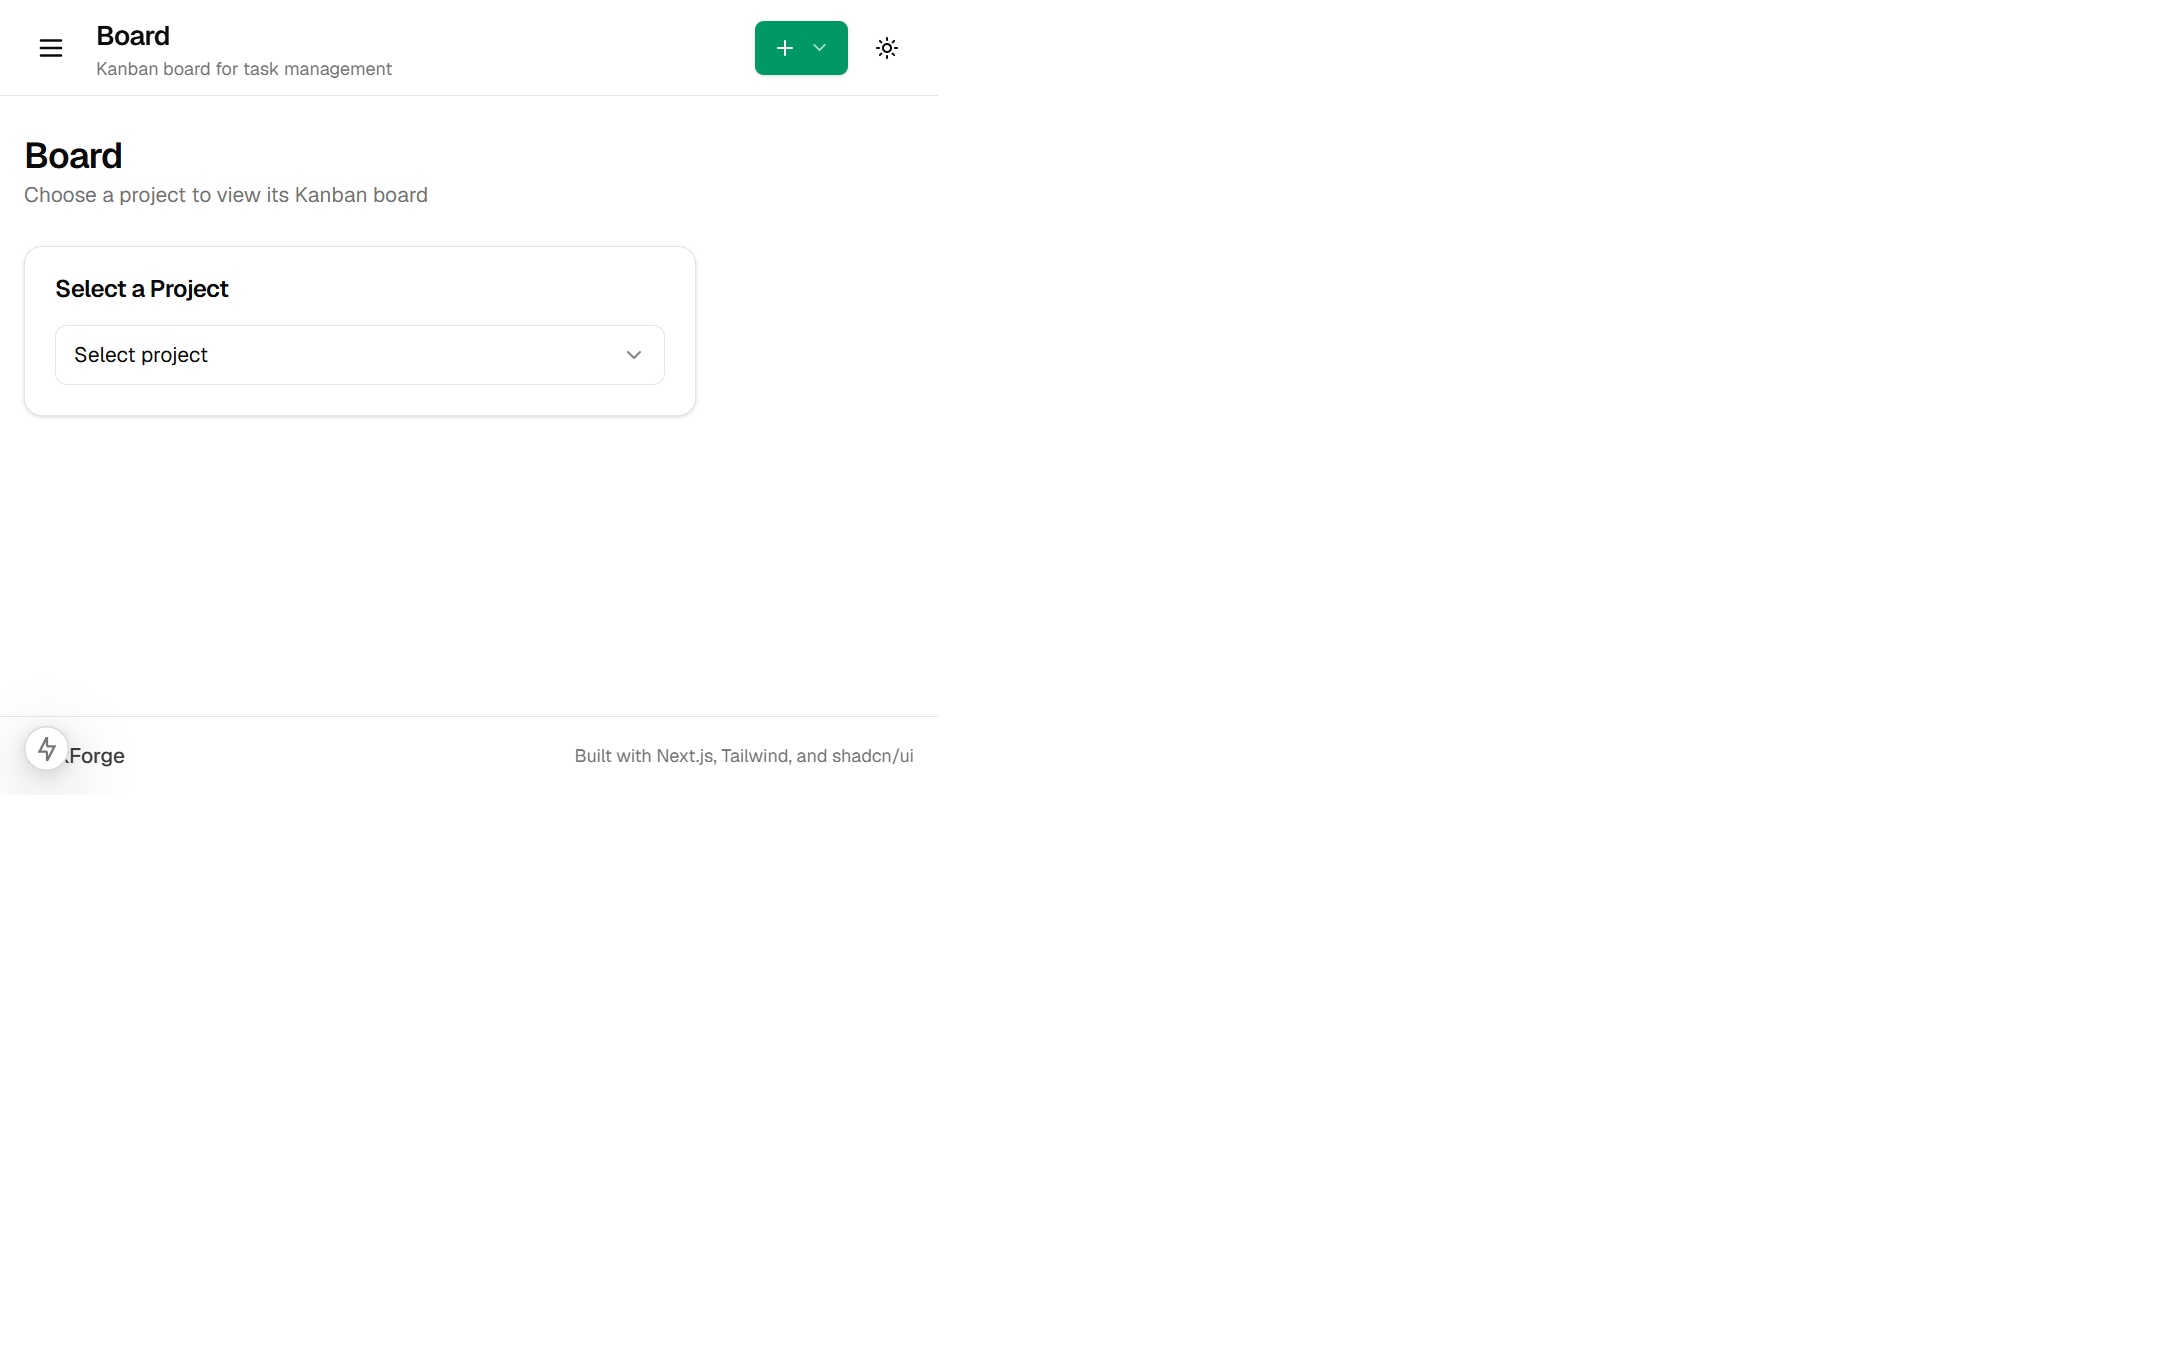 Board
Kanban board for task management
Board
Choose a project to view its Kanban board
Select a Project
Select project
Forge
Built with Next.js, Tailwind, and shadcn/ui